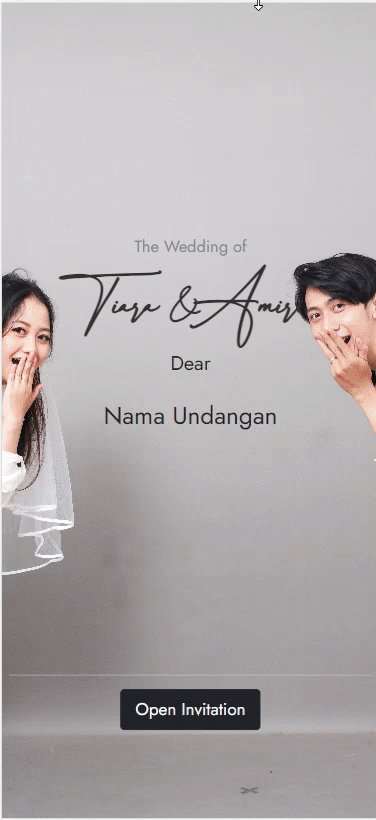 The Wedding of
Tiara & Amir
Dear
Nama Undangan
Open Invitation